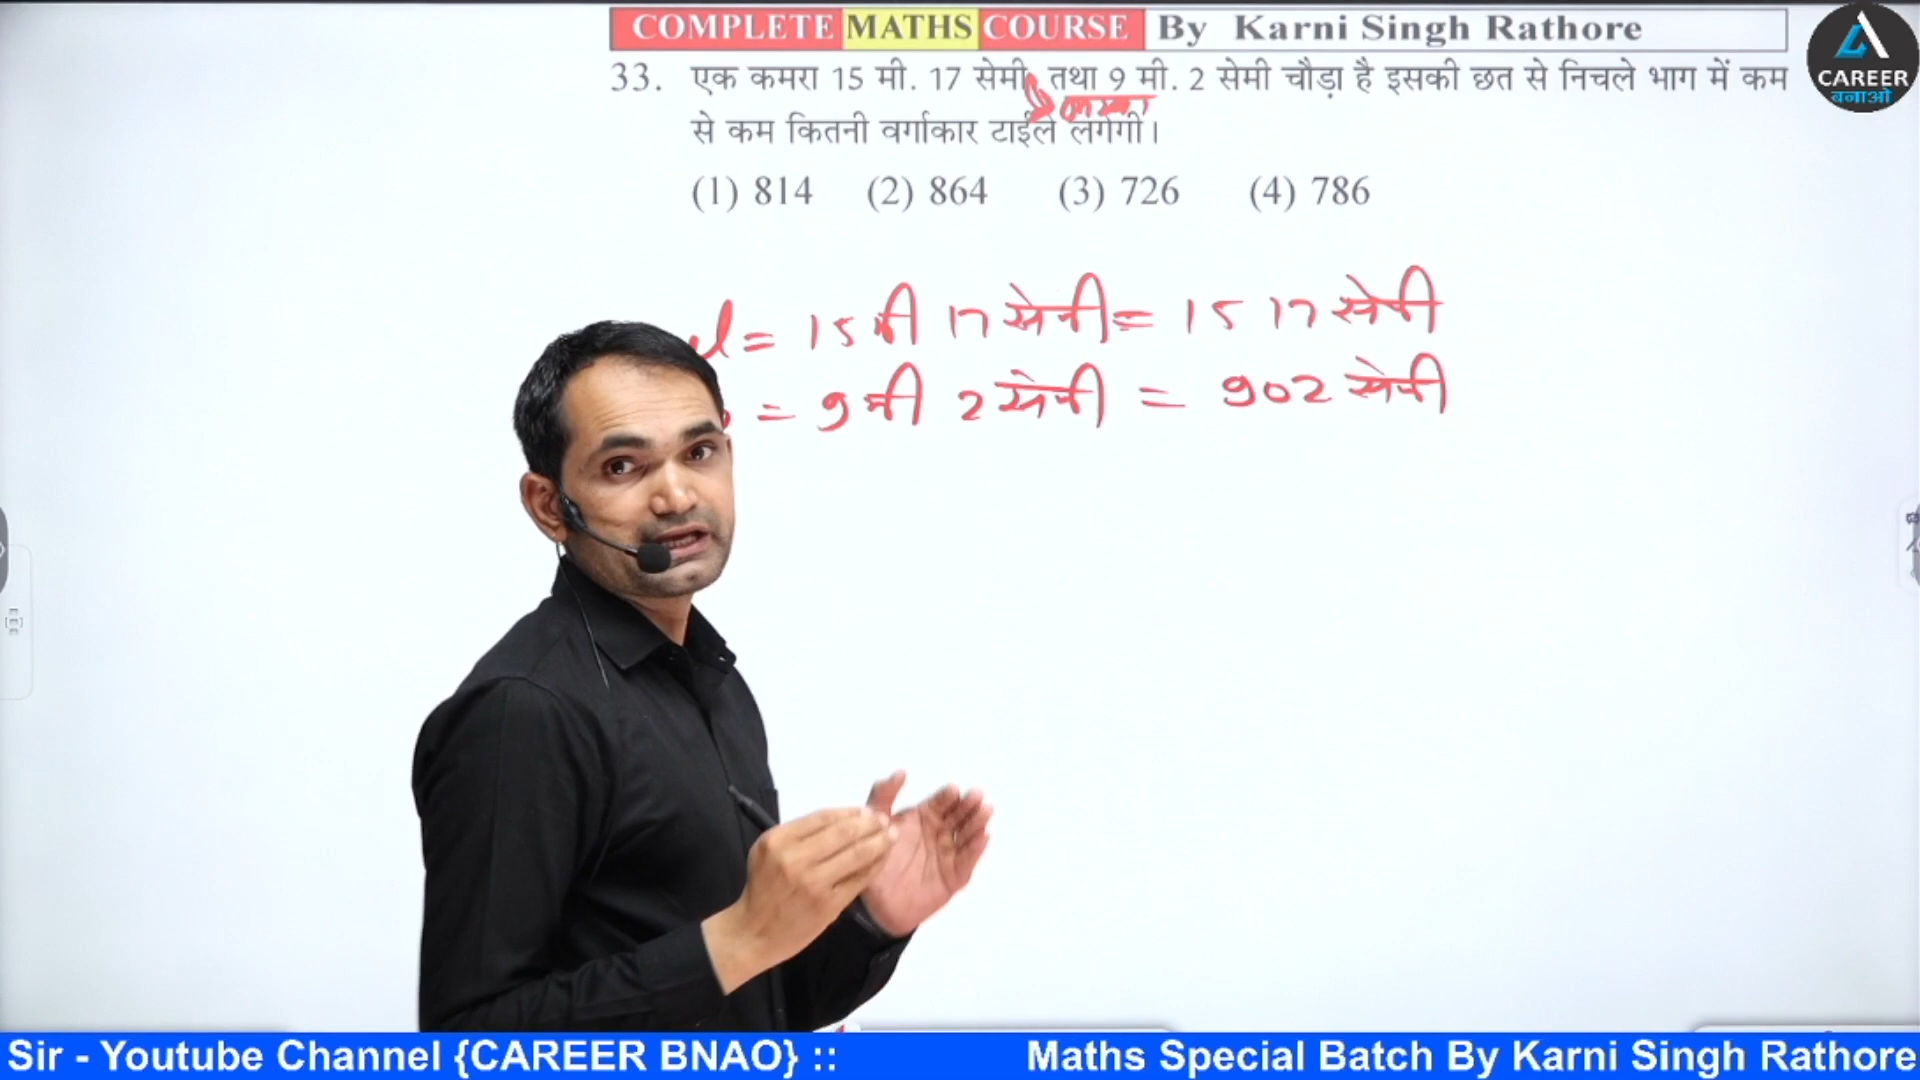 COMPLETE MATHS COURSE By Karni Singh Rathore
CAREER
बनाओ
33. एक कमरा 15 मी. 17 सेमी. तथा 9 मी. 2 सेमी चौड़ा है इसकी छत से निचले भाग में कम
से कम कितनी वर्गाकार टाईले लगेगी।
(1) 814 (2) 864 (3) 726 (4) 786
l = 15 मी 17 सेमी = 1517 सेमी
= 9 मी 2 सेमी = 902 सेमी
Sir - Youtube Channel {CAREER BNAO} :: Maths Special Batch By Karni Singh Rathore